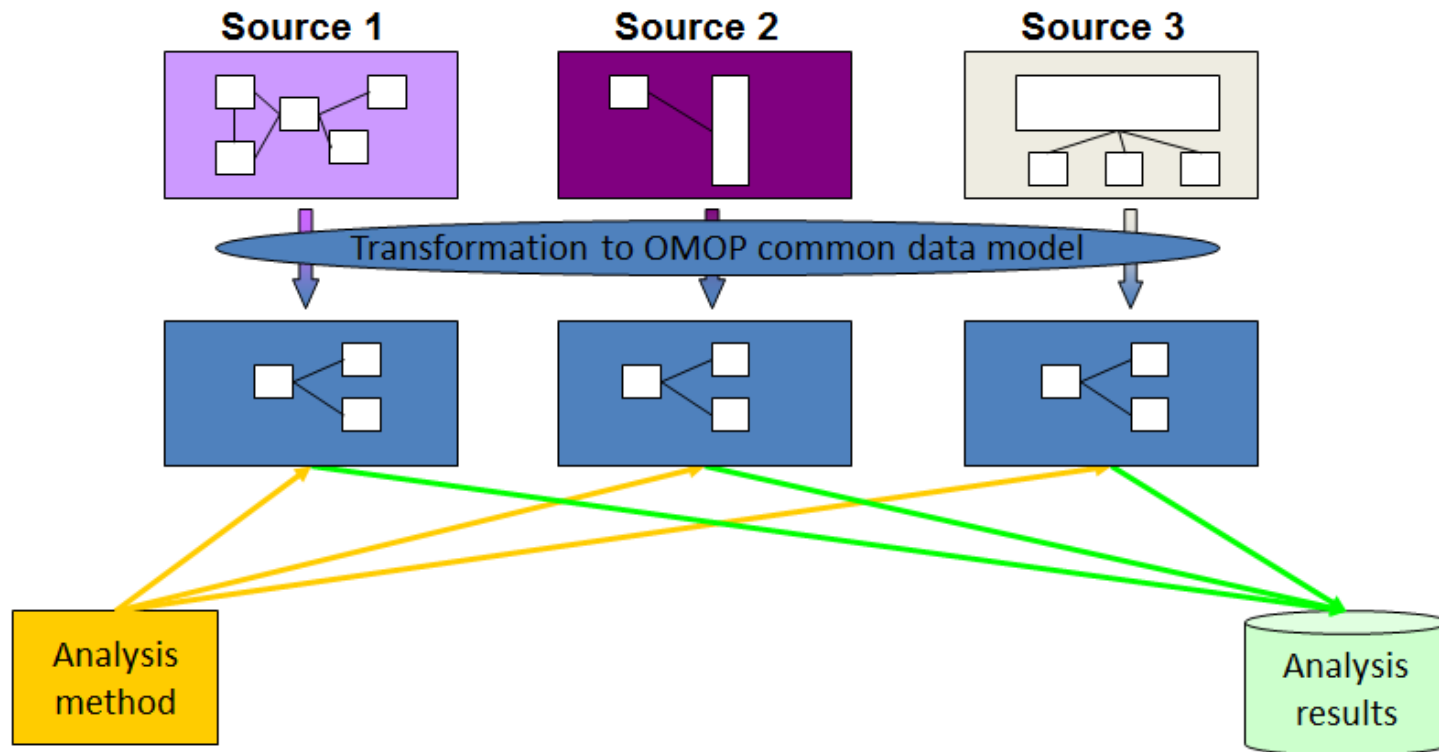 Source 1
Source 2
Source 3
Transformation to OMOP common data model
Analysis
method
Analysis
results